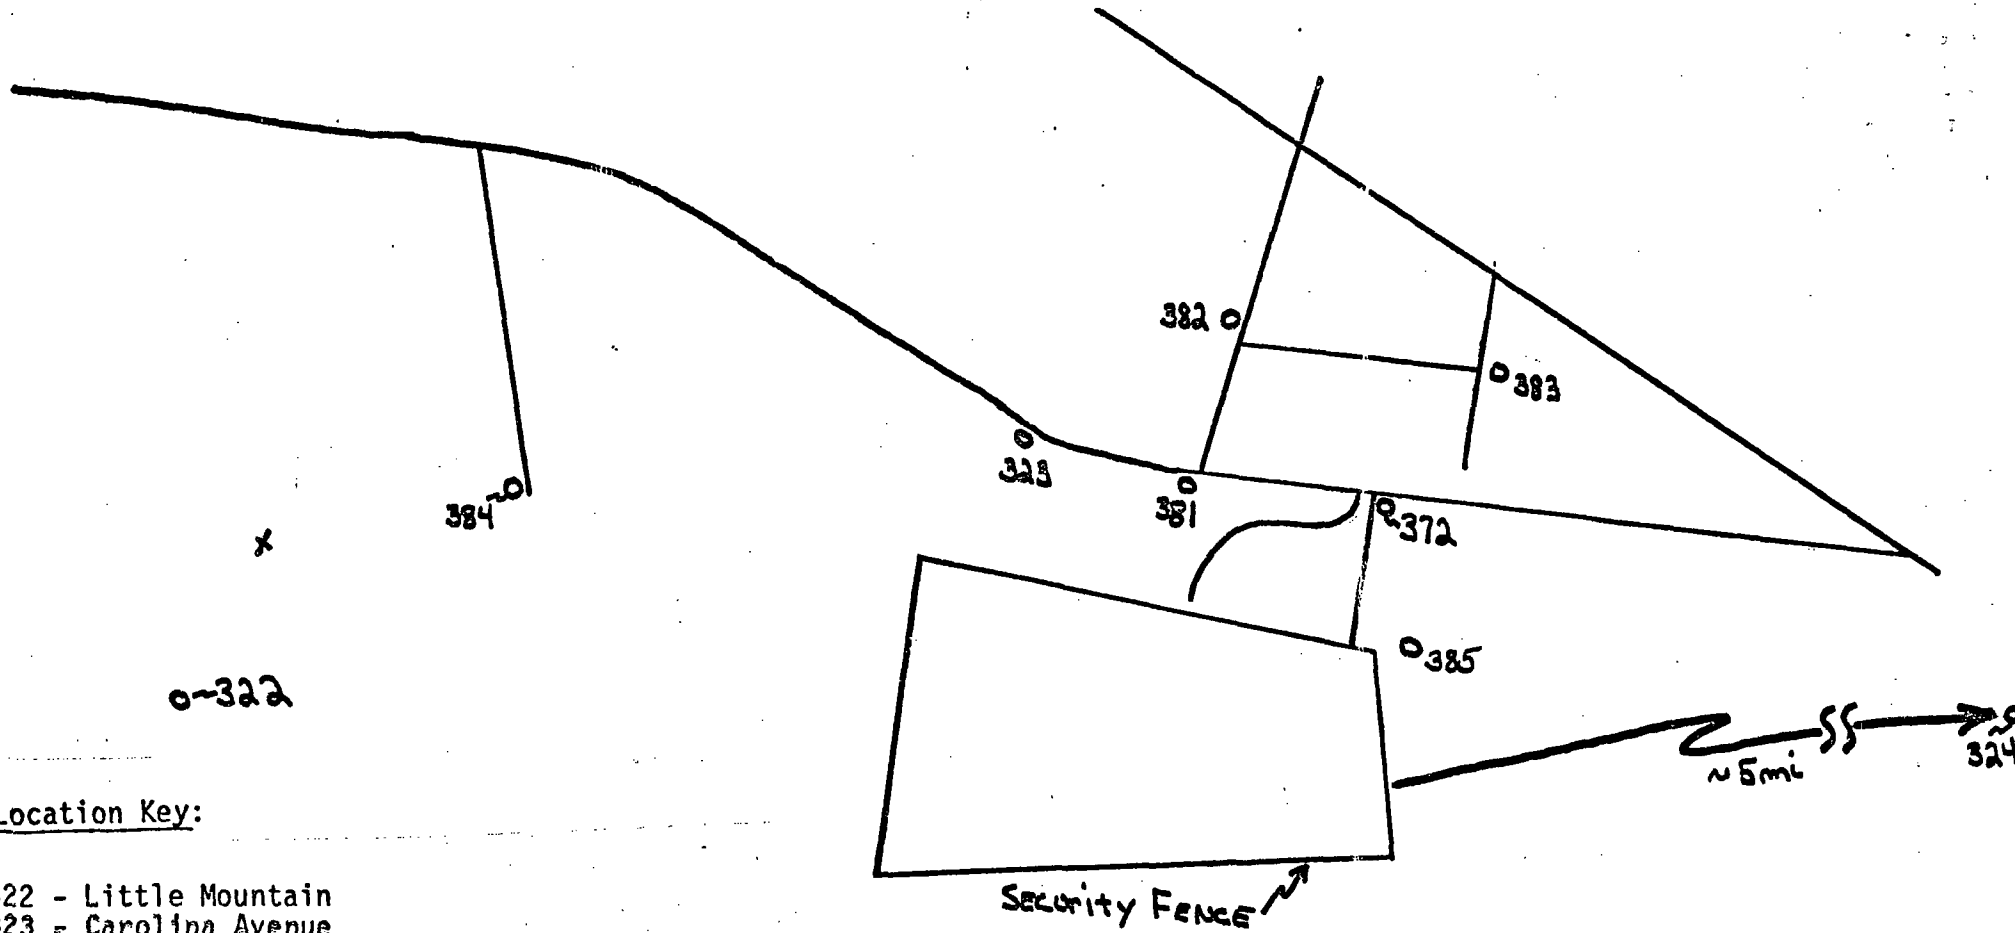 382
383
323
381
384
372
385
322
~5mi
324
Location Key:
22 - Little Mountain
23 - Carolina Avenue
Security Fence
x